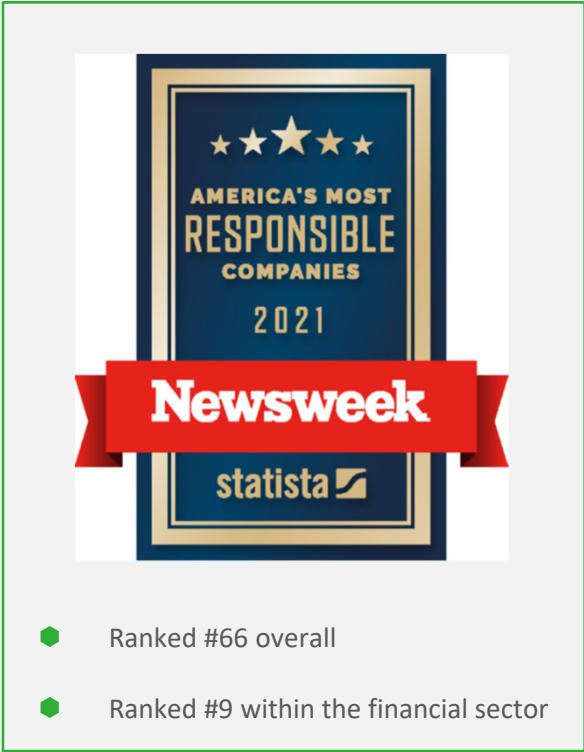 AMERICA'S MOST
RESPONSIBLE
COMPANIES
2021
Newsweek
statista
Ranked #66 overall
Ranked #9 within the financial sector